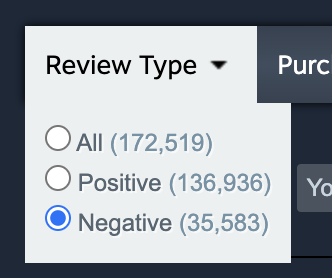 Review Type
Purc
All (172,519)
Positive (136,936)
Yo
Negative (35,583)